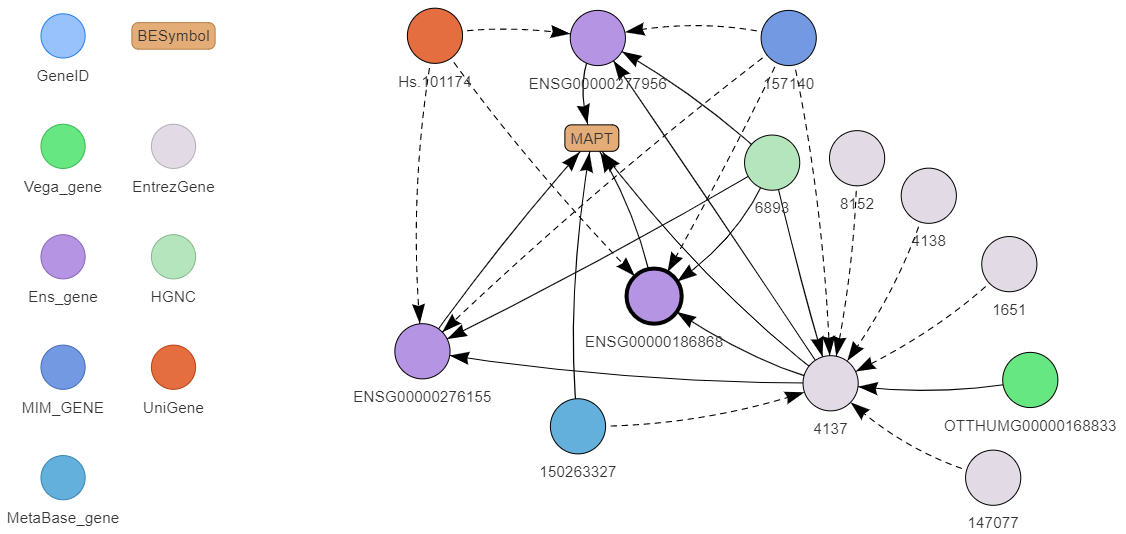 GeneID
BESymbol
Vega_gene
EntrezGene
Ens_gene
HGNC
MIM_GENE
UniGene
MetaBase_gene
Hs.101174
ENSG00000277956
157140
MAPT
6893
8152
4138
1651
ENSG00000186868
ENSG00000276155
4137
OTTHUMG00000168833
150263327
147077